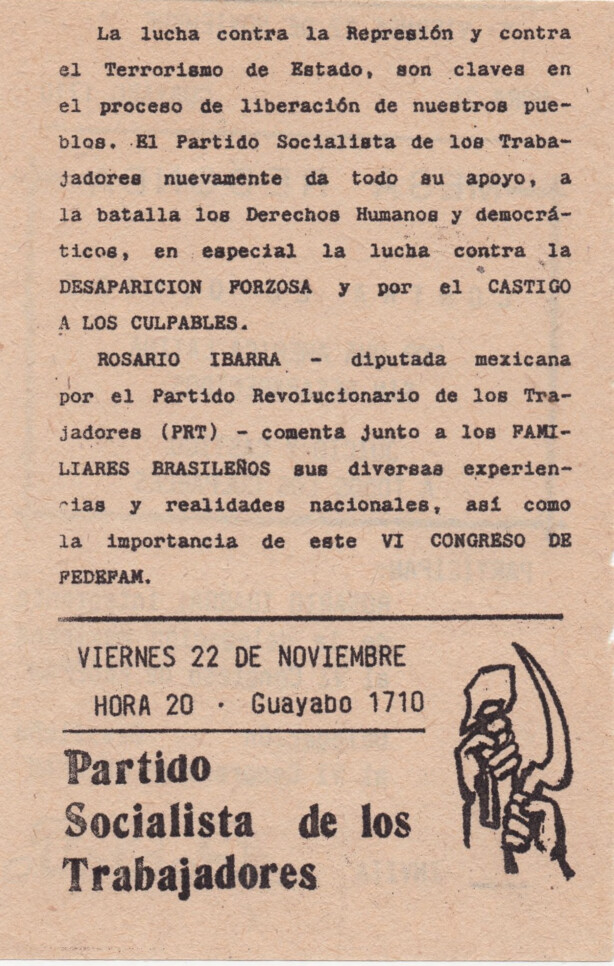 La lucha contra la Represión y contra
el Terrorismo de Estado, son claves en
el proceso de liberación de nuestros pue-
blos. El Partido Socialista de los Traba-
jadores nuevamente da todo su apoyo, a
la batalla los Derechos Humanos y democrá-
ticos, en especial la lucha contra la
DESAPARICION FORZOSA y por el CASTIGO
A LOS CULPABLES.
ROSARIO IBARRA - diputada mexicana
por el Partido Revolucionario de los Tra-
jadores (PRT) - comenta junto a los FAMI-
LIARES BRASILEÑOS sus diversas experien-
cias y realidades nacionales, así como
la importancia de este VI CONGRESO DE
FEDEFAM.
VIERNES 22 DE NOVIEMBRE
HORA 20 · Guayabo 1710
Partido
Socialista de los
Trabajadores